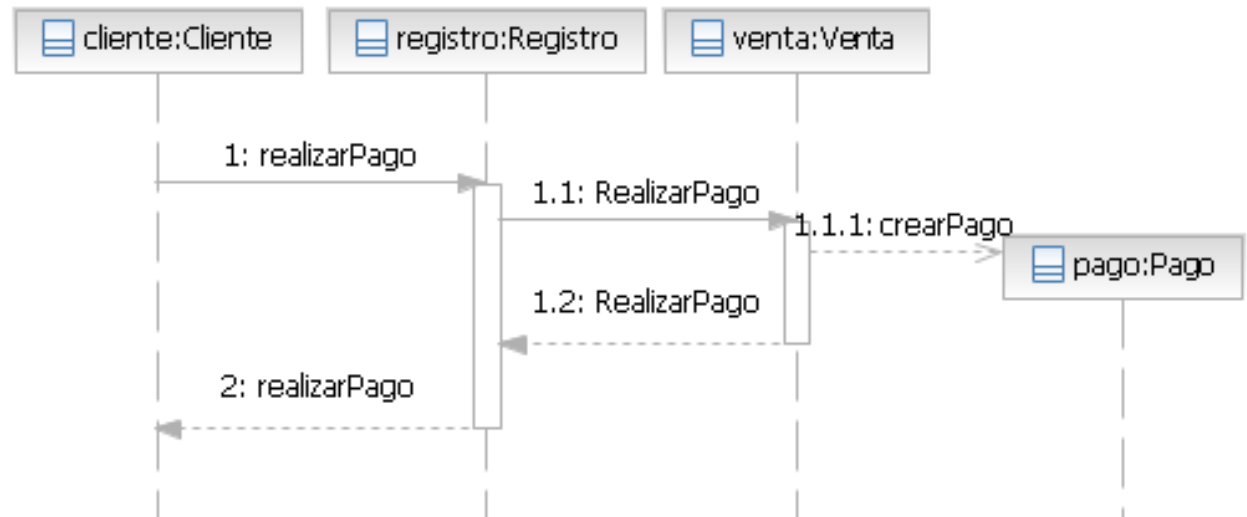 cliente:Cliente
registro:Registro
venta:Venta
1: realizarPago
1.1: RealizarPago
1.1.1: crearPago
pago:Pago
1.2: RealizarPago
2: realizarPago